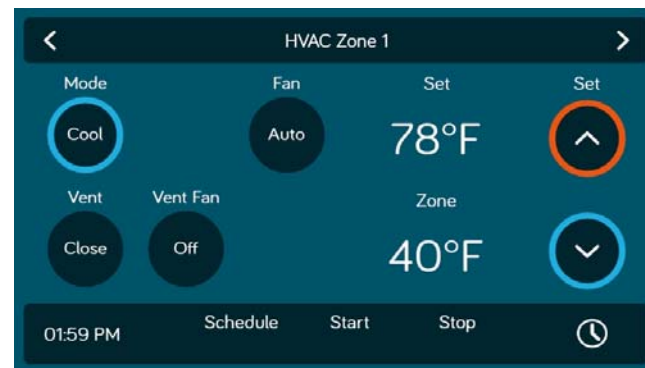 HVAC Zone 1
Mode Fan Set Set
Cool Auto 78°F
Vent Vent Fan Zone
Close Off 40°F
01:59 PM Schedule Start Stop